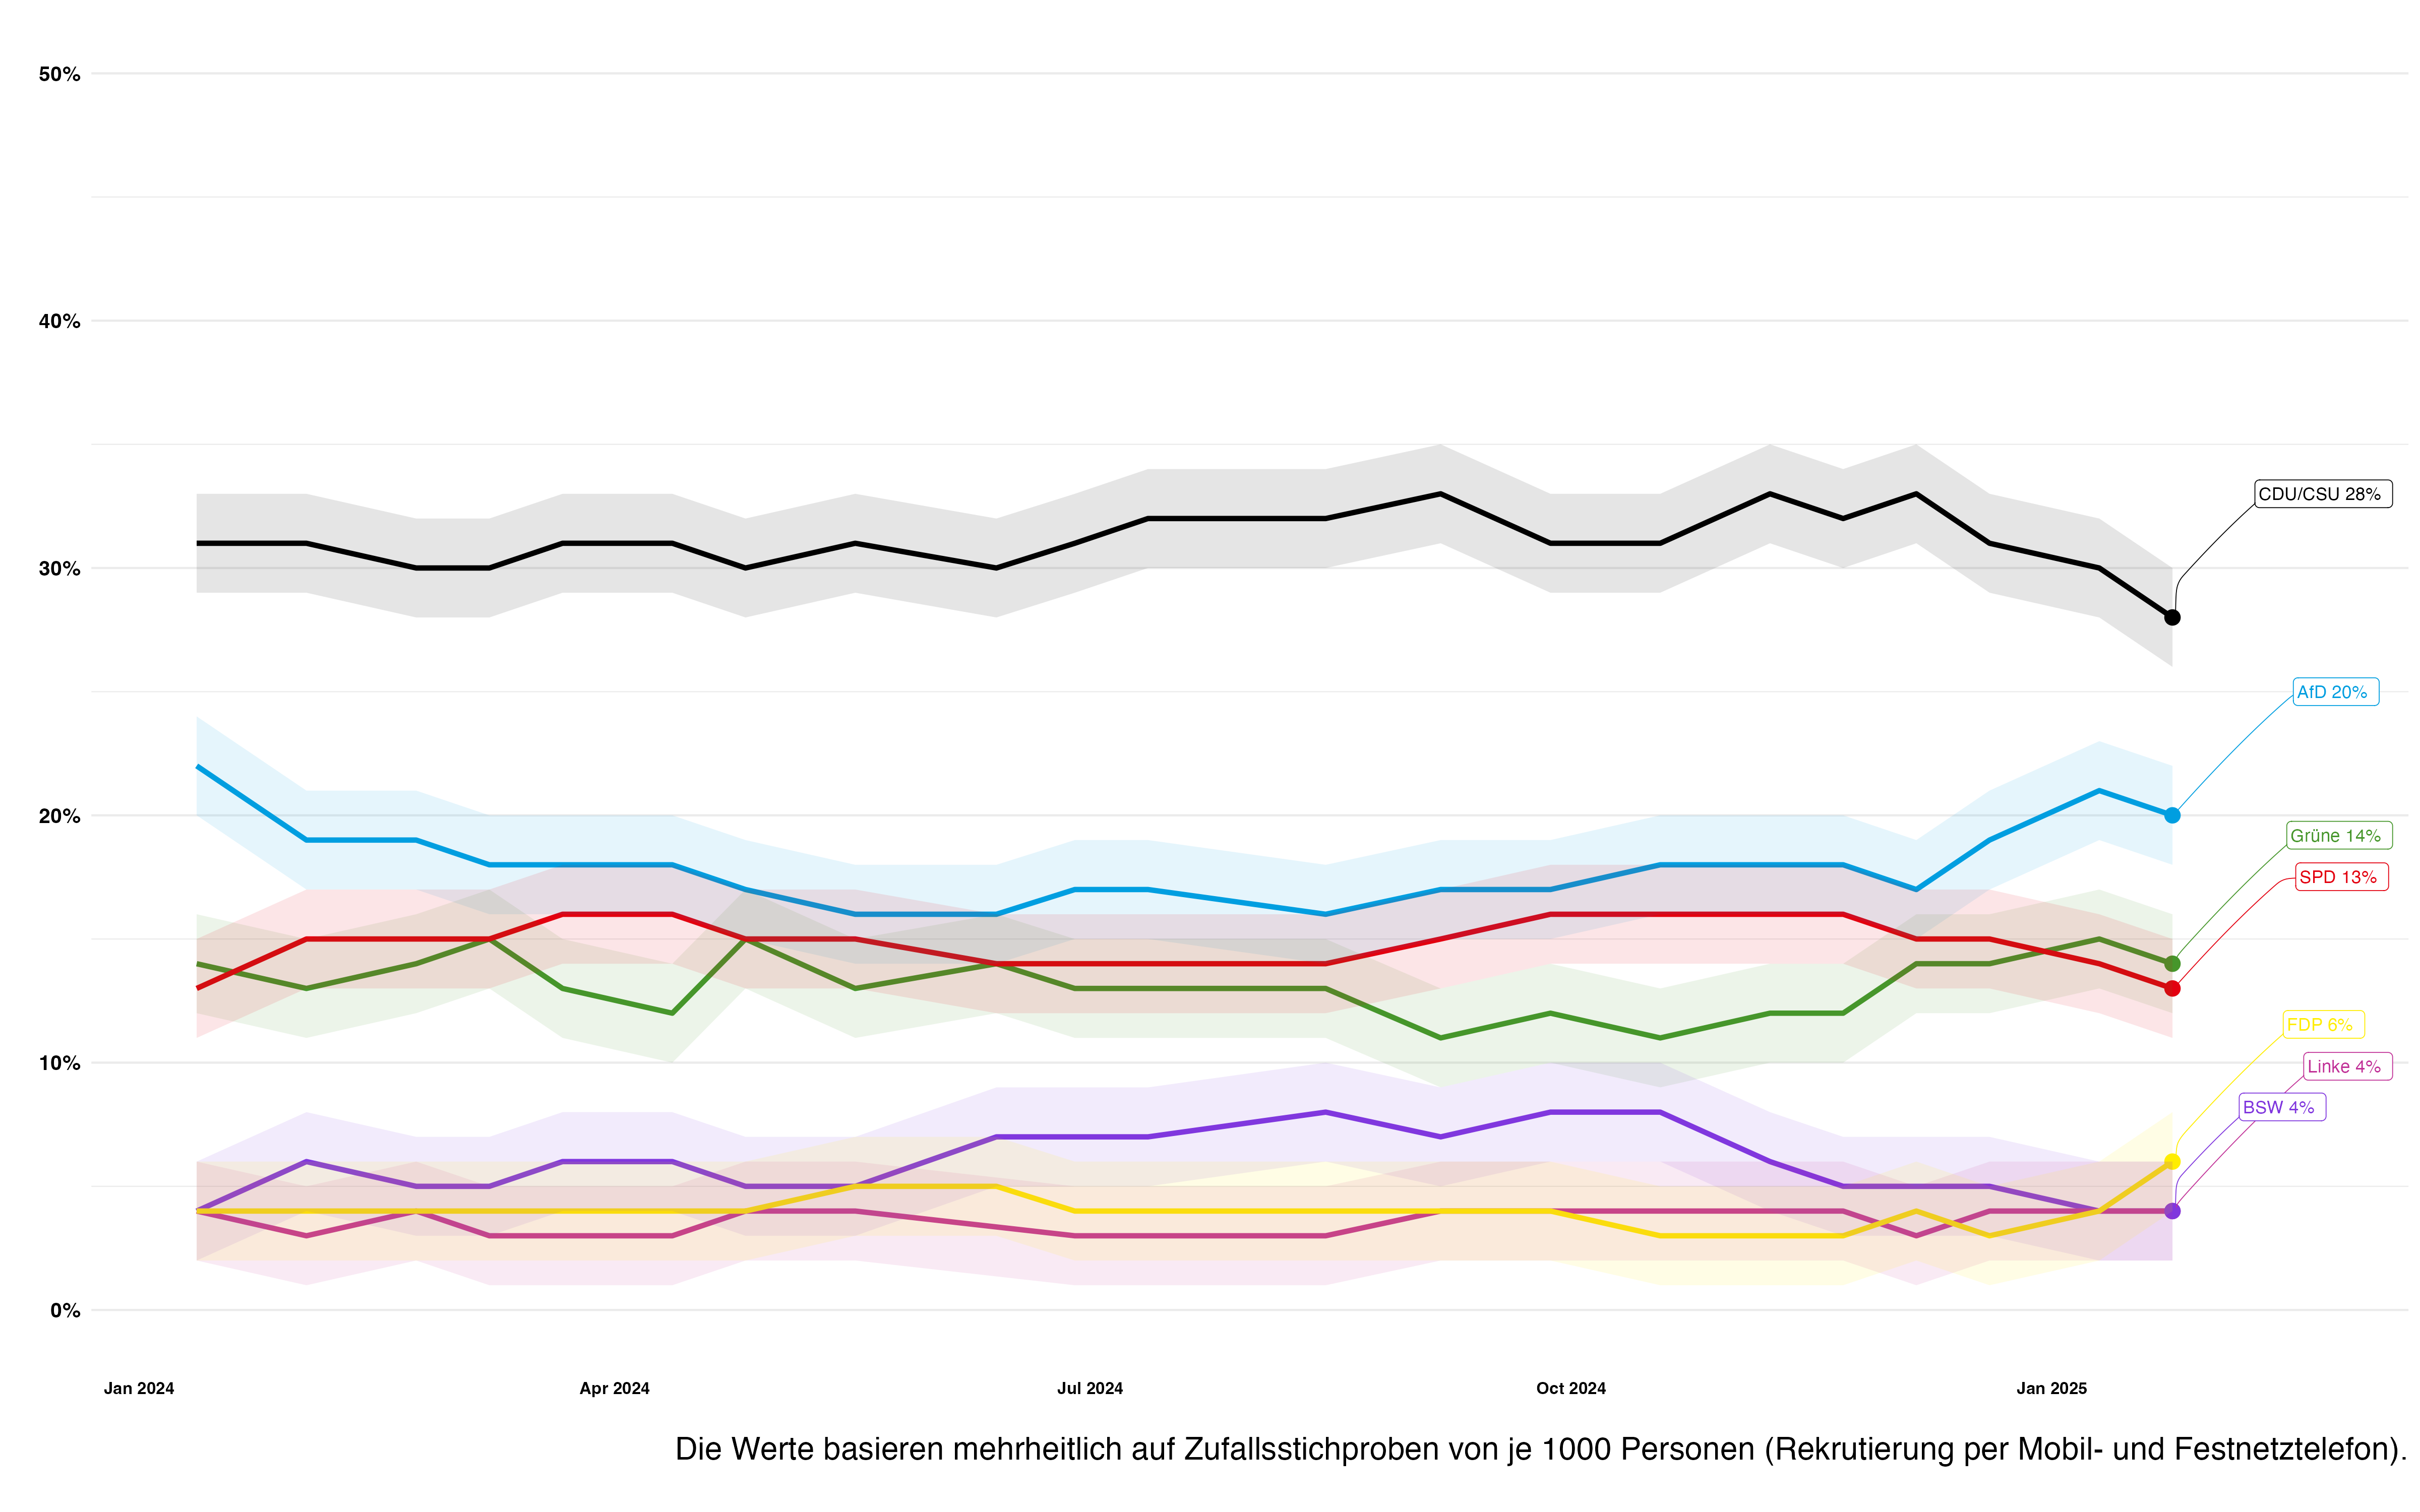 50%
40%
30%
20%
10%
0%
CDU/CSU 28%
AfD 20%
Grüne 14%
SPD 13%
FDP 6%
Linke 4%
BSW 4%
Jan 2024
Apr 2024
Jul 2024
Oct 2024
Jan 2025
Die Werte basieren mehrheitlich auf Zufallsstichproben von je 1000 Personen (Rekrutierung per Mobil- und Festnetztelefon).